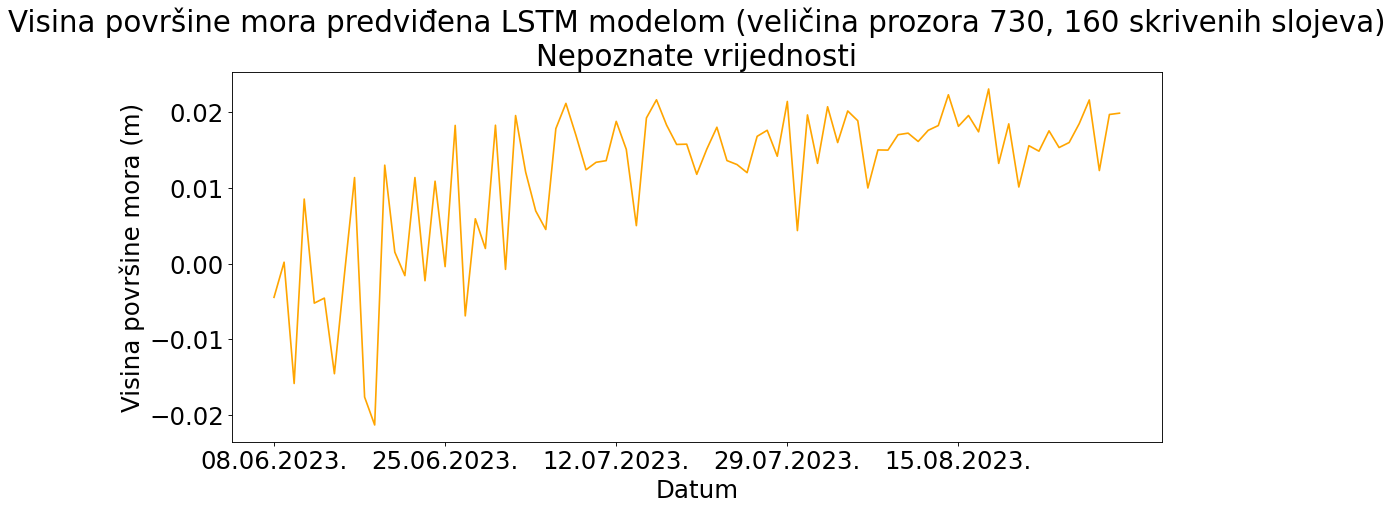 Visina površine mora predviđena LSTM modelom (veličina prozora 730, 160 skrivenih slojeva)
Nepoznate vrijednosti
Visina površine mora (m)
0.02
0.01
0.00
−0.01
−0.02
08.06.2023. 25.06.2023. 12.07.2023. 29.07.2023. 15.08.2023.
Datum